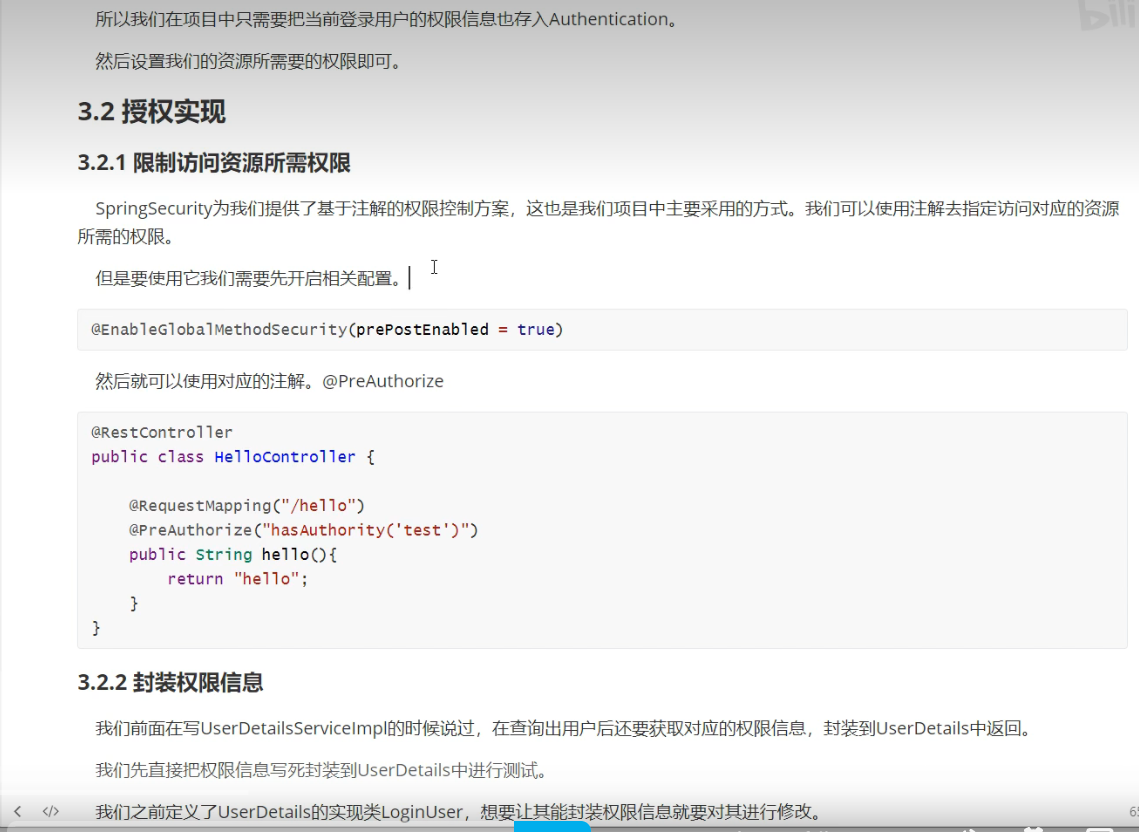 所以我们在项目中只需要把当前登录用户的权限信息也存入Authentication。
然后设置我们的资源所需要的权限即可。
3.2 授权实现
3.2.1 限制访问资源所需权限
SpringSecurity为我们提供了基于注解的权限控制方案，这也是我们项目中主要采用的方式。我们可以使用注解去指定访问对应的资源
所需的权限。
但是要使用它我们需要先开启相关配置。
@EnableGlobalMethodSecurity(prePostEnabled = true)
然后就可以使用对应的注解。@PreAuthorize
@RestController
public class HelloController {
@RequestMapping("/hello")
@PreAuthorize("hasAuthority('test')")
public String hello(){
return "hello";
}
}
3.2.2 封装权限信息
我们前面在写UserDetailsServiceImpl的时候说过，在查询出用户后还要获取对应的权限信息，封装到UserDetails中返回。
我们先直接把权限信息写死封装到UserDetails中进行测试。
我们之前定义了UserDetails的实现类LoginUser，想要让其能封装权限信息就要对其进行修改。